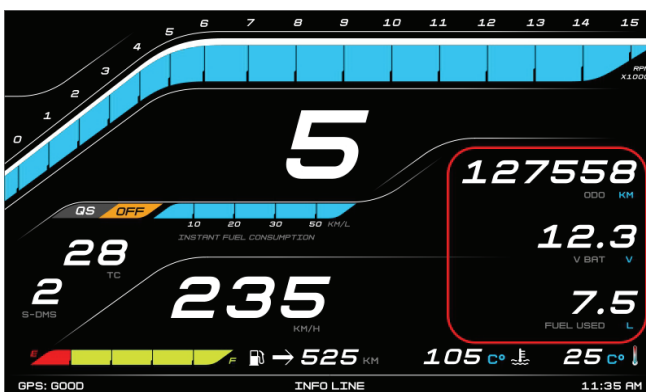 0 1 2 3 4 5 6 7 8 9 10 11 12 13 14 15
RPM
X1000
5
127558
ODO KM
QS OFF
10 20 30 50 KM/L
INSTANT FUEL CONSUMPTION
12.3
V BAT V
28
TC
2
S-DMS
235
KM/H
7.5
FUEL USED L
E F → 525 KM 105 C° 25 C°
GPS: GOOD INFO LINE 11:35 AM